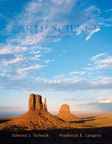 EARTH SCIENCE
Edward J. Tarbuck Frederick K. Lutgens